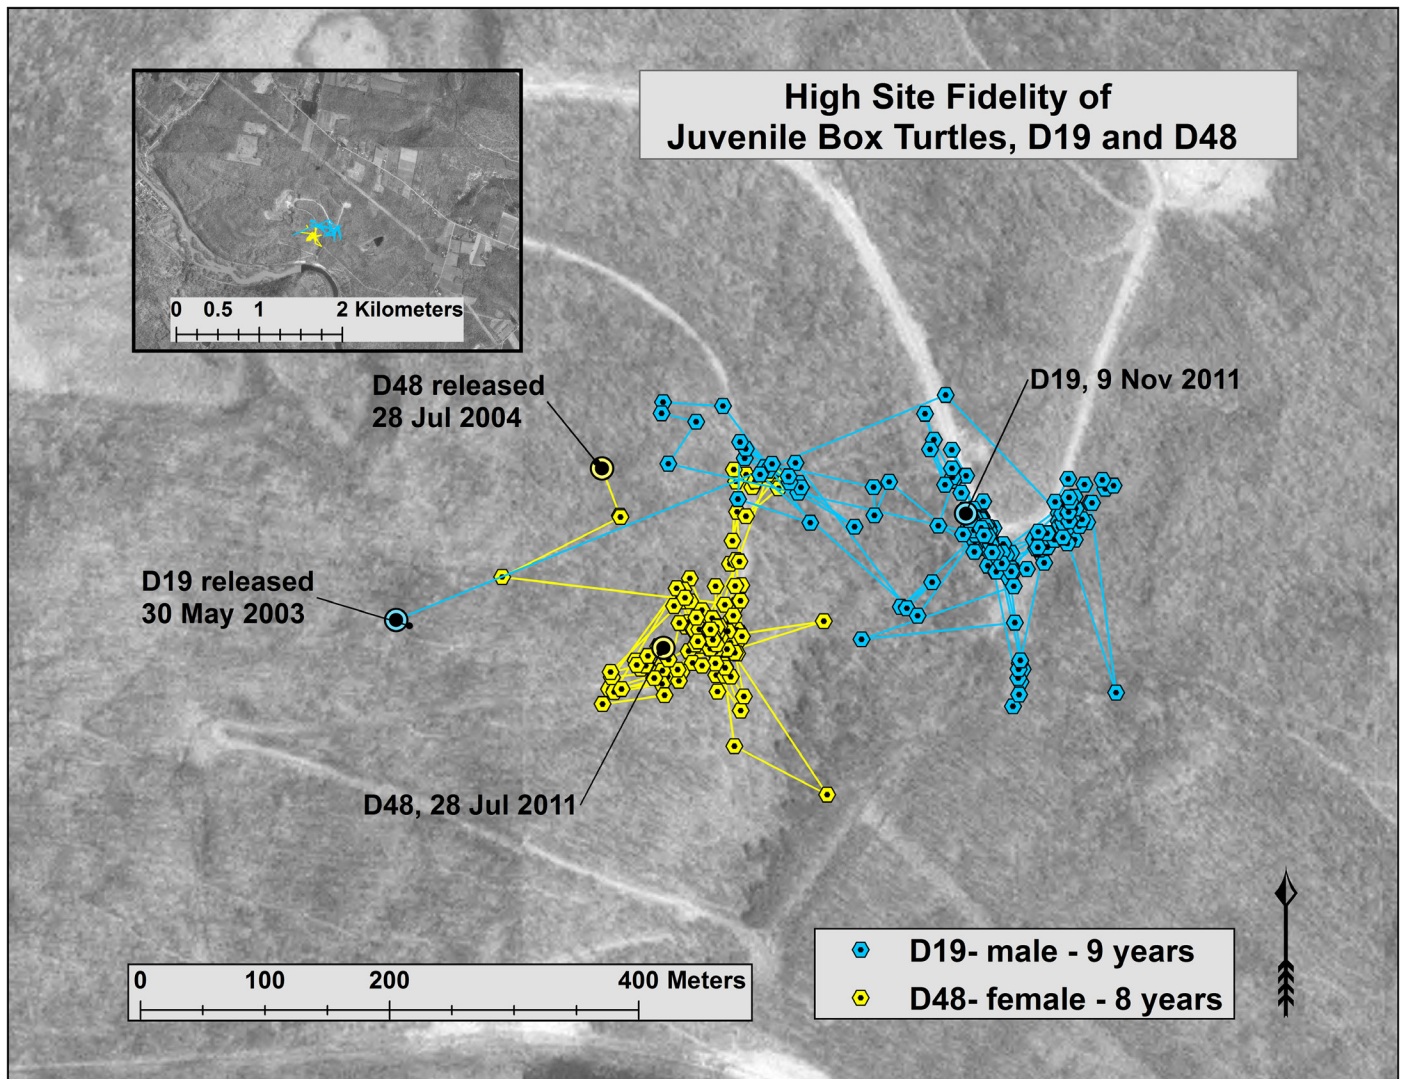 High Site Fidelity of
Juvenile Box Turtles, D19 and D48
0 0.5 1 2 Kilometers
D48 released
28 Jul 2004
D19, 9 Nov 2011
D19 released
30 May 2003
D48, 28 Jul 2011
D19- male - 9 years
D48- female - 8 years
0 100 200 400 Meters